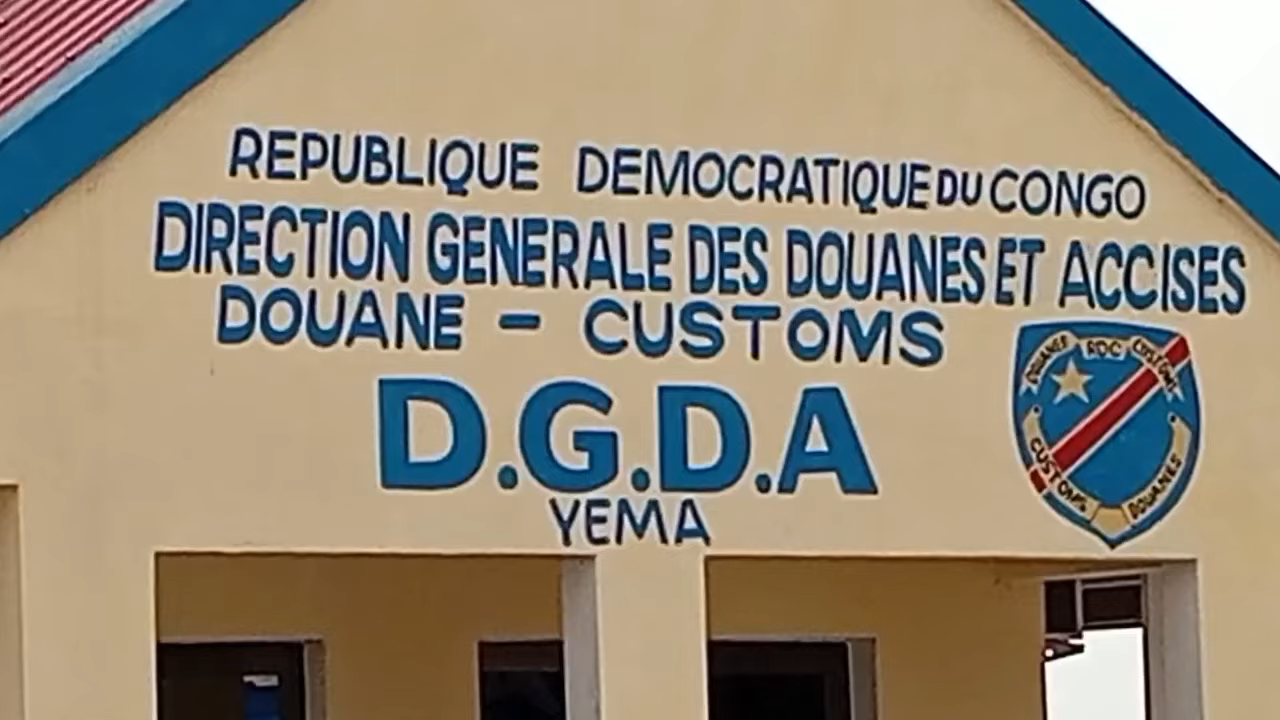 REPUBLIQUE DEMOCRATIQUE DU CONGO
DIRECTION GENERALE DES DOUANES ET ACCISES
DOUANE - CUSTOMS
D.G.D.A
YEMA
DOUANES RDC CUSTOMS
CUSTOMS DOUANES